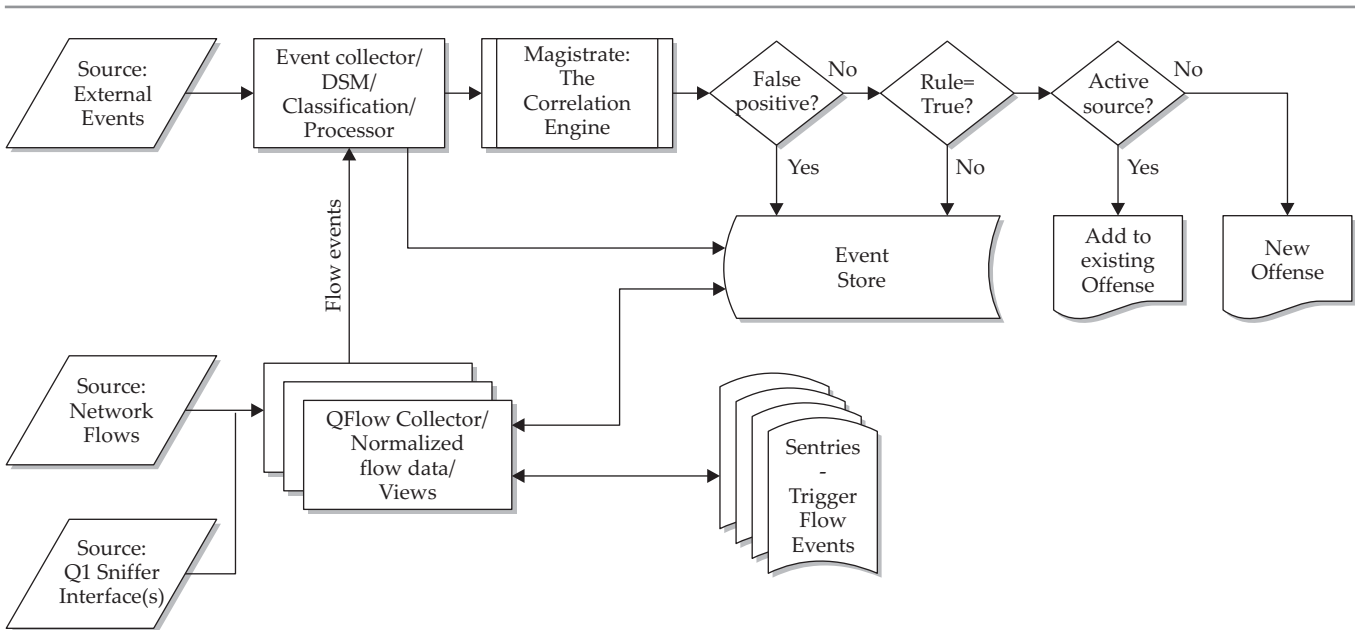 Source:
External
Events
Event collector/
DSM/
Classification/
Processor
Magistrate:
The
Correlation
Engine
False
positive?
No
Rule=
True?
Active
source?
No
Yes
No
Yes
Flow events
Event
Store
Add to
existing
Offense
New
Offense
Source:
Network
Flows
QFlow Collector/
Normalized
flow data/
Views
Sentries
-
Trigger
Flow
Events
Source:
Q1 Sniffer
Interface(s)